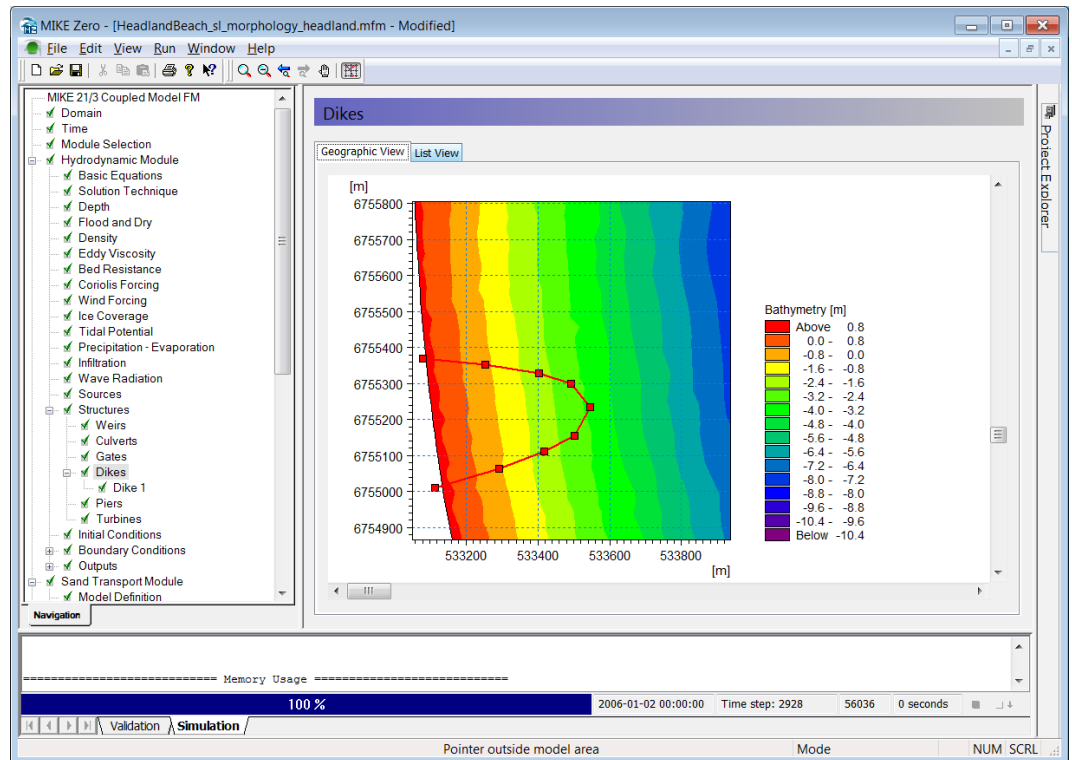 MIKE Zero - [HeadlandBeach_sl_morphology_headland.mfm - Modified]
File Edit View Run Window Help
MIKE 21/3 Coupled Model FM
Domain
Time
Module Selection
Hydrodynamic Module
Basic Equations
Solution Technique
Depth
Flood and Dry
Density
Eddy Viscosity
Bed Resistance
Coriolis Forcing
Wind Forcing
Ice Coverage
Tidal Potential
Precipitation - Evaporation
Infiltration
Wave Radiation
Sources
Structures
Weirs
Culverts
Gates
Dikes
Dike 1
Piers
Turbines
Initial Conditions
Boundary Conditions
Outputs
Sand Transport Module
Model Definition
Navigation
Dikes
Geographic View List View
[m]
6755800
6755700
6755600
6755500
6755400
6755300
6755200
6755100
6755000
6754900
533200 533400 533600 533800
[m]
Bathymetry [m]
Above 0.8
0.0 - 0.8
-0.8 - 0.0
-1.6 - -0.8
-2.4 - -1.6
-3.2 - -2.4
-4.0 - -3.2
-4.8 - -4.0
-5.6 - -4.8
-6.4 - -5.6
-7.2 - -6.4
-8.0 - -7.2
-8.8 - -8.0
-9.6 - -8.8
-10.4 - -9.6
Below -10.4
Project Explorer
============================ Memory Usage ============================
100 % 2006-01-02 00:00:00 Time step: 2928 56036 0 seconds
Validation Simulation
Pointer outside model area Mode NUM SCRL